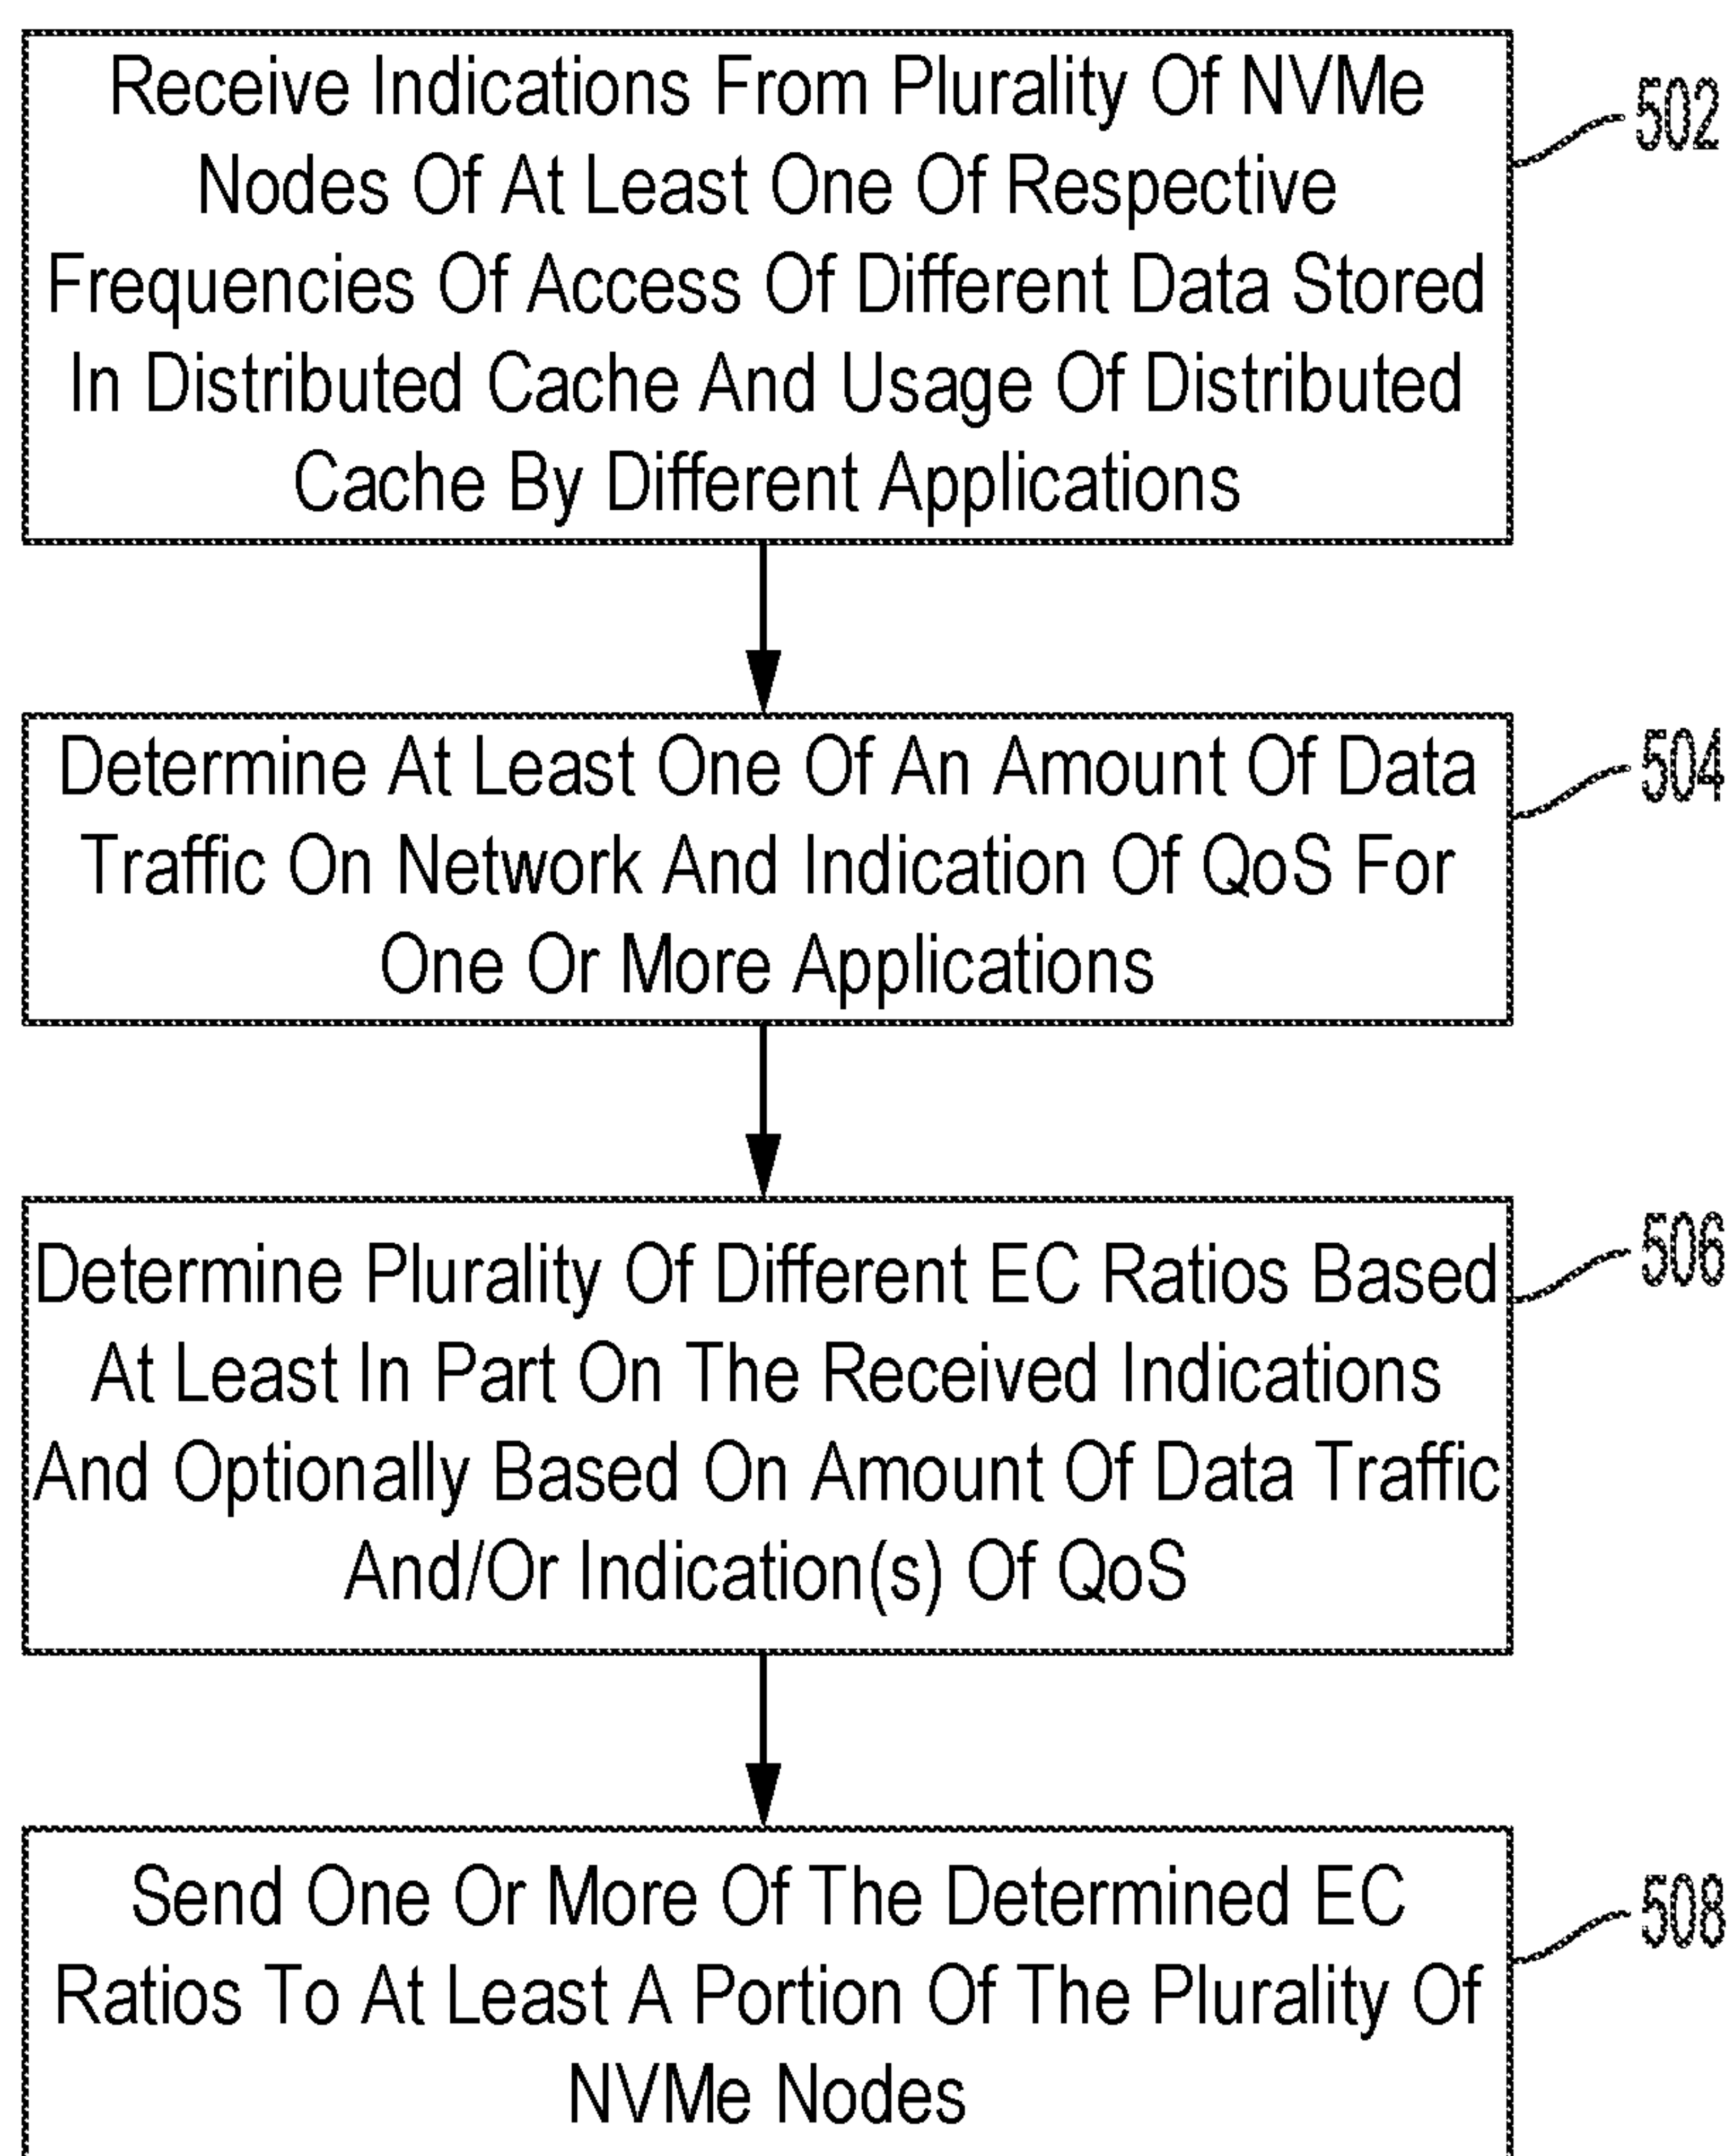 Receive Indications From Plurality Of NVMe
Nodes Of At Least One Of Respective
Frequencies Of Access Of Different Data Stored
In Distributed Cache And Usage Of Distributed
Cache By Different Applications
502
Determine At Least One Of An Amount Of Data
Traffic On Network And Indication Of QoS For
One Or More Applications
504
Determine Plurality Of Different EC Ratios Based
At Least In Part On The Received Indications
And Optionally Based On Amount Of Data Traffic
And/Or Indication(s) Of QoS
506
Send One Or More Of The Determined EC
Ratios To At Least A Portion Of The Plurality Of
NVMe Nodes
508